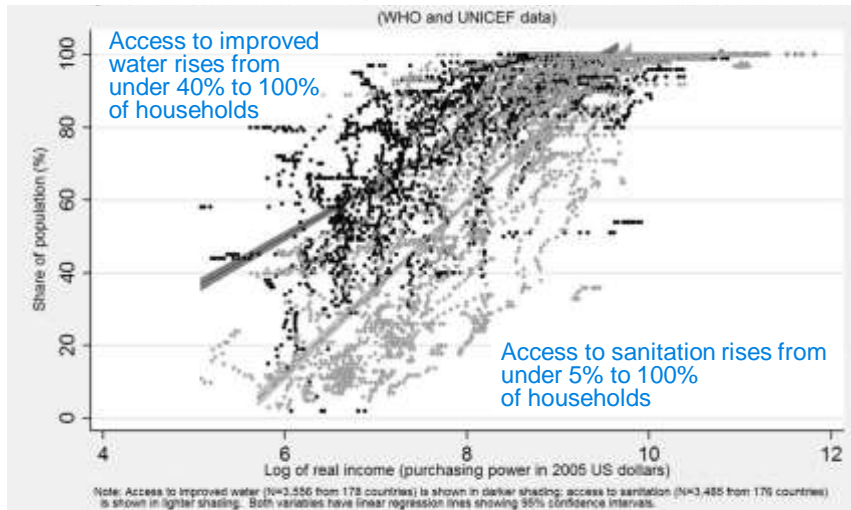 (WHO and UNICEF data)
Access to improved
water rises from
under 40% to 100%
of households
Share of population (%)
100
80
60
40
20
0
Access to sanitation rises from
under 5% to 100%
of households
4 6 8 10 12
Log of real income (purchasing power in 2005 US dollars)
Note: Access to improved water (N=3,556 from 178 countries) is shown in darker shading; access to sanitation (N=3,485 from 176 countries)
is shown in lighter shading. Both variables have linear regression lines showing 95% confidence intervals.